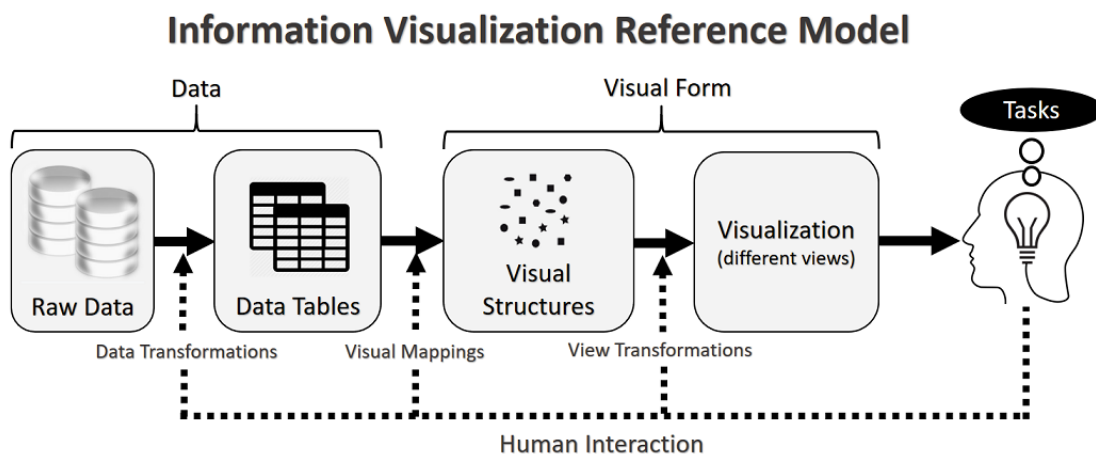 Information Visualization Reference Model
Data
Visual Form
Tasks
Raw Data
Data Tables
Visual
Structures
Visualization
(different views)
Data Transformations
Visual Mappings
View Transformations
Human Interaction